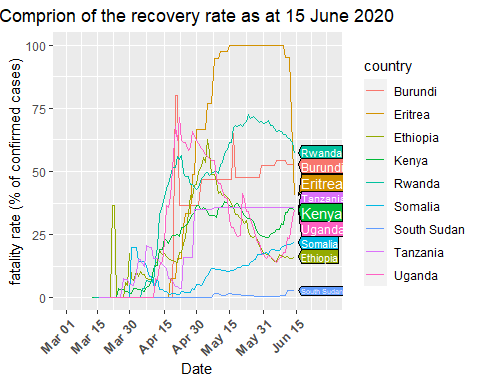 Comprion of the recovery rate as at 15 June 2020
fatality rate (% of confirmed cases)
100
75
50
25
0
Rwanda
Burundi
Eritrea
Tanzania
Kenya
Uganda
Somalia
Ethiopia
South Sudan
Mar 01
Mar 15
Mar 30
Apr 15
Apr 30
May 15
May 31
Jun 15
Date
country
Burundi
Eritrea
Ethiopia
Kenya
Rwanda
Somalia
South Sudan
Tanzania
Uganda